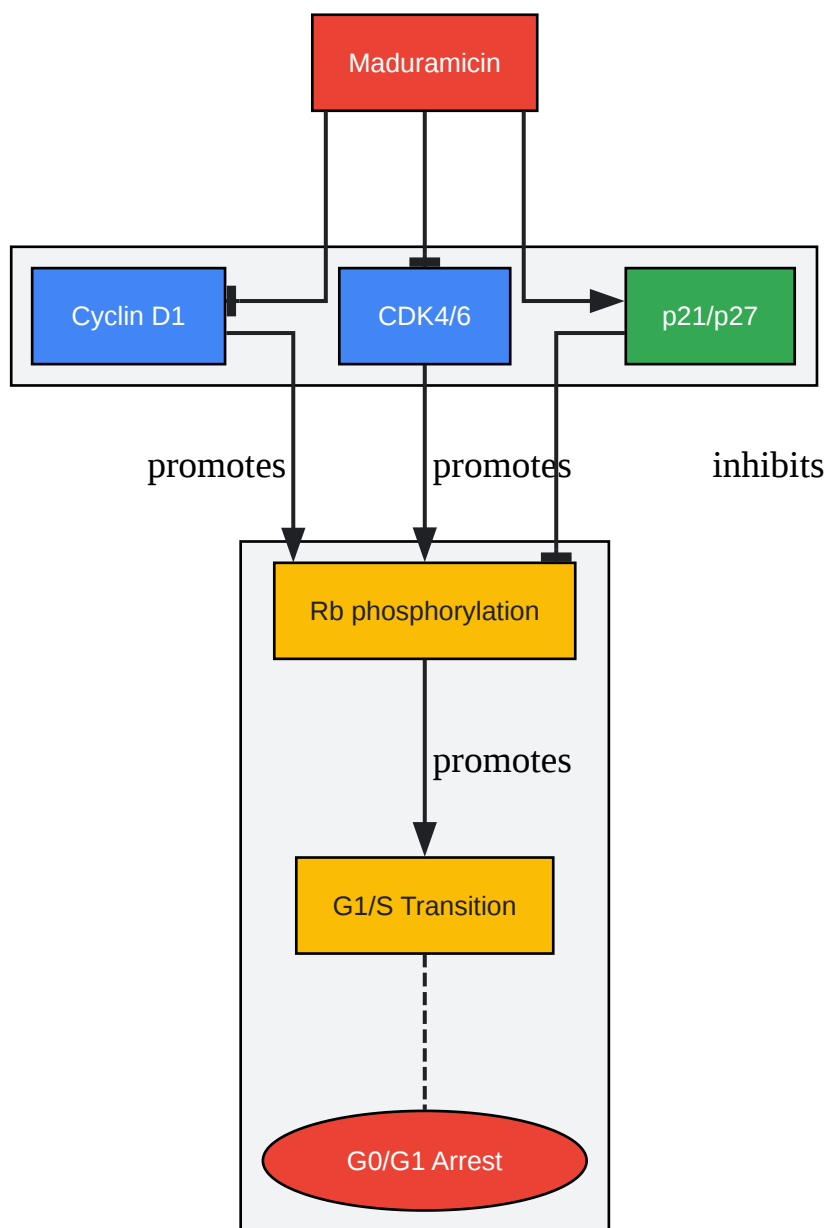 Maduramicin
Cyclin D1
CDK4/6
p21/p27
promotes
promotes
inhibits
Rb phosphorylation
promotes
G1/S Transition
G0/G1 Arrest